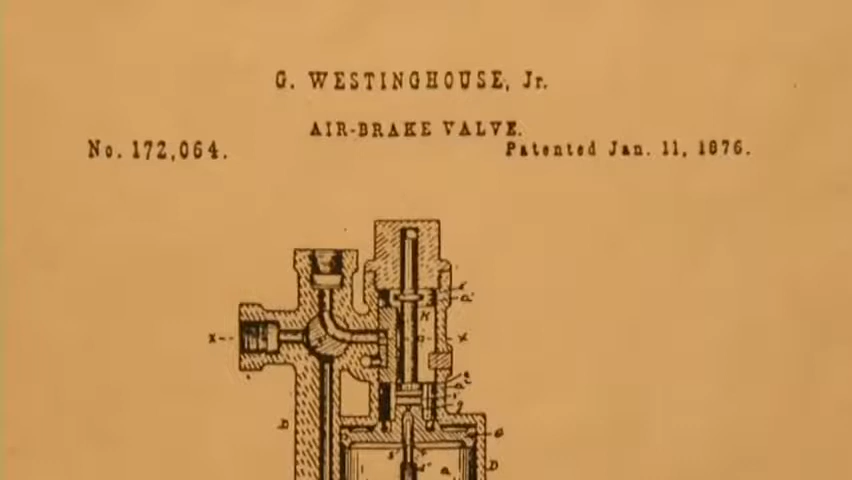 G. WESTINGHOUSE, Jr.
AIR-BRAKE VALVE.
No. 172,064.
Patented Jan. 11, 1876.
x
K
x
b
D